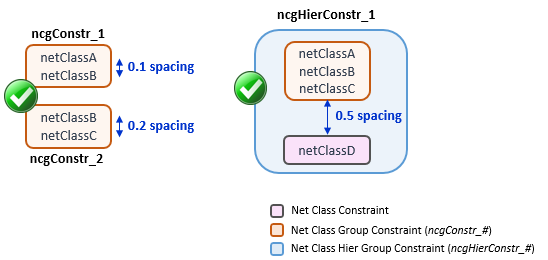 ncgConstr_1
netClassA
netClassB
0.1 spacing
netClassB
netClassC
0.2 spacing
ncgConstr_2
ncgHierConstr_1
netClassA
netClassB
netClassC
0.5 spacing
netClassD
Net Class Constraint
Net Class Group Constraint (ncgConstr_#)
Net Class Hier Group Constraint (ncgHierConstr_#)